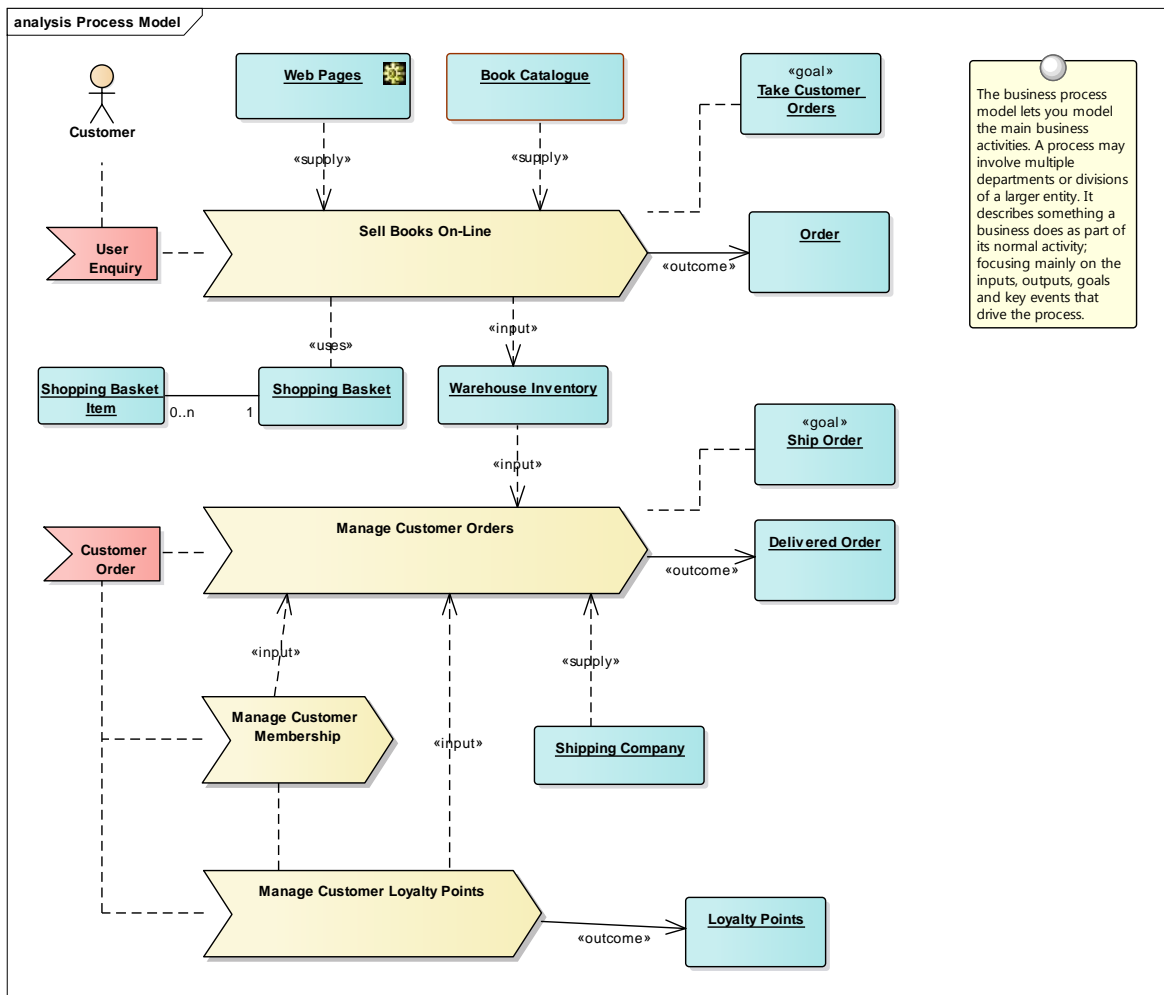 analysis Process Model
Customer
Web Pages
Book Catalogue
«goal»
Take Customer
Orders
The business process
model lets you model
the main business
activities. A process may
involve multiple
departments or divisions
of a larger entity. It
describes something a
business does as part of
its normal activity;
focusing mainly on the
inputs, outputs, goals
and key events that
drive the process.
«supply»
«supply»
User
Enquiry
Sell Books On-Line
«outcome»
Order
«uses»
«input»
Shopping Basket
Item
0..n
1
Shopping Basket
Warehouse Inventory
«input»
«goal»
Ship Order
Customer
Order
Manage Customer Orders
«outcome»
Delivered Order
«input»
«supply»
Manage Customer
Membership
«input»
Shipping Company
Manage Customer Loyalty Points
«outcome»
Loyalty Points